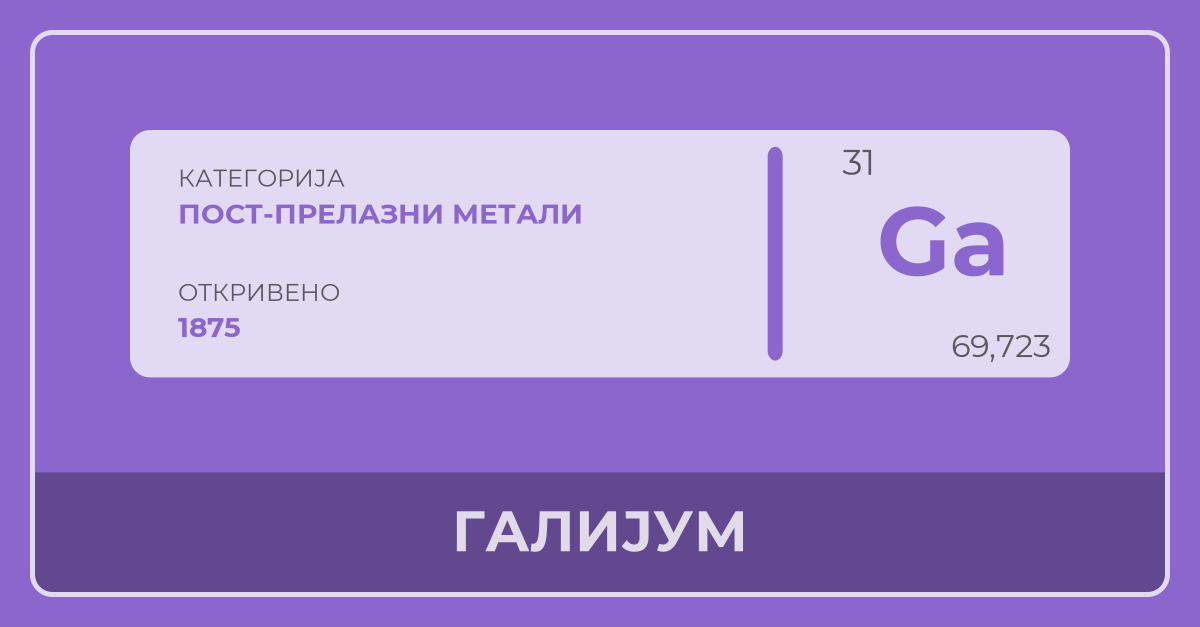 КАТЕГОРИЈА
ПОСТ-ПРЕЛАЗНИ МЕТАЛИ
ОТКРИВЕНО
1875
31
Ga
69,723
ГАЛИЈУМ